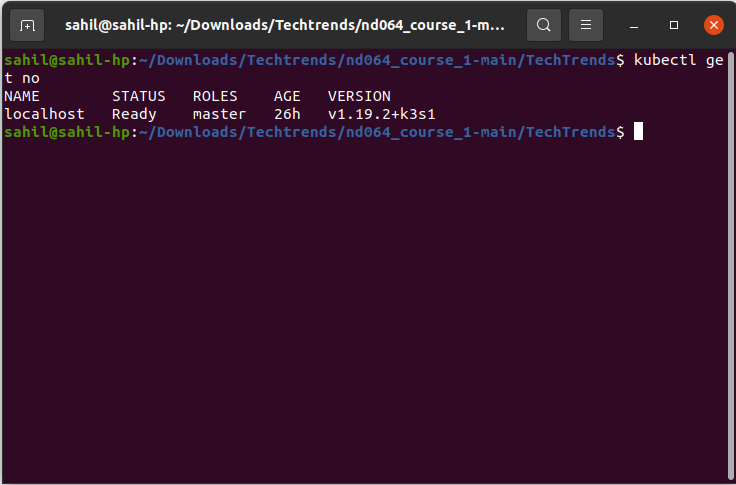 sahil@sahil-hp: ~/Downloads/Techtrends/nd064_course_1-m...
sahil@sahil-hp:~/Downloads/Techtrends/nd064_course_1-main/TechTrends$ kubectl ge
t no
NAME        STATUS   ROLES    AGE   VERSION
localhost   Ready    master   26h   v1.19.2+k3s1
sahil@sahil-hp:~/Downloads/Techtrends/nd064_course_1-main/TechTrends$